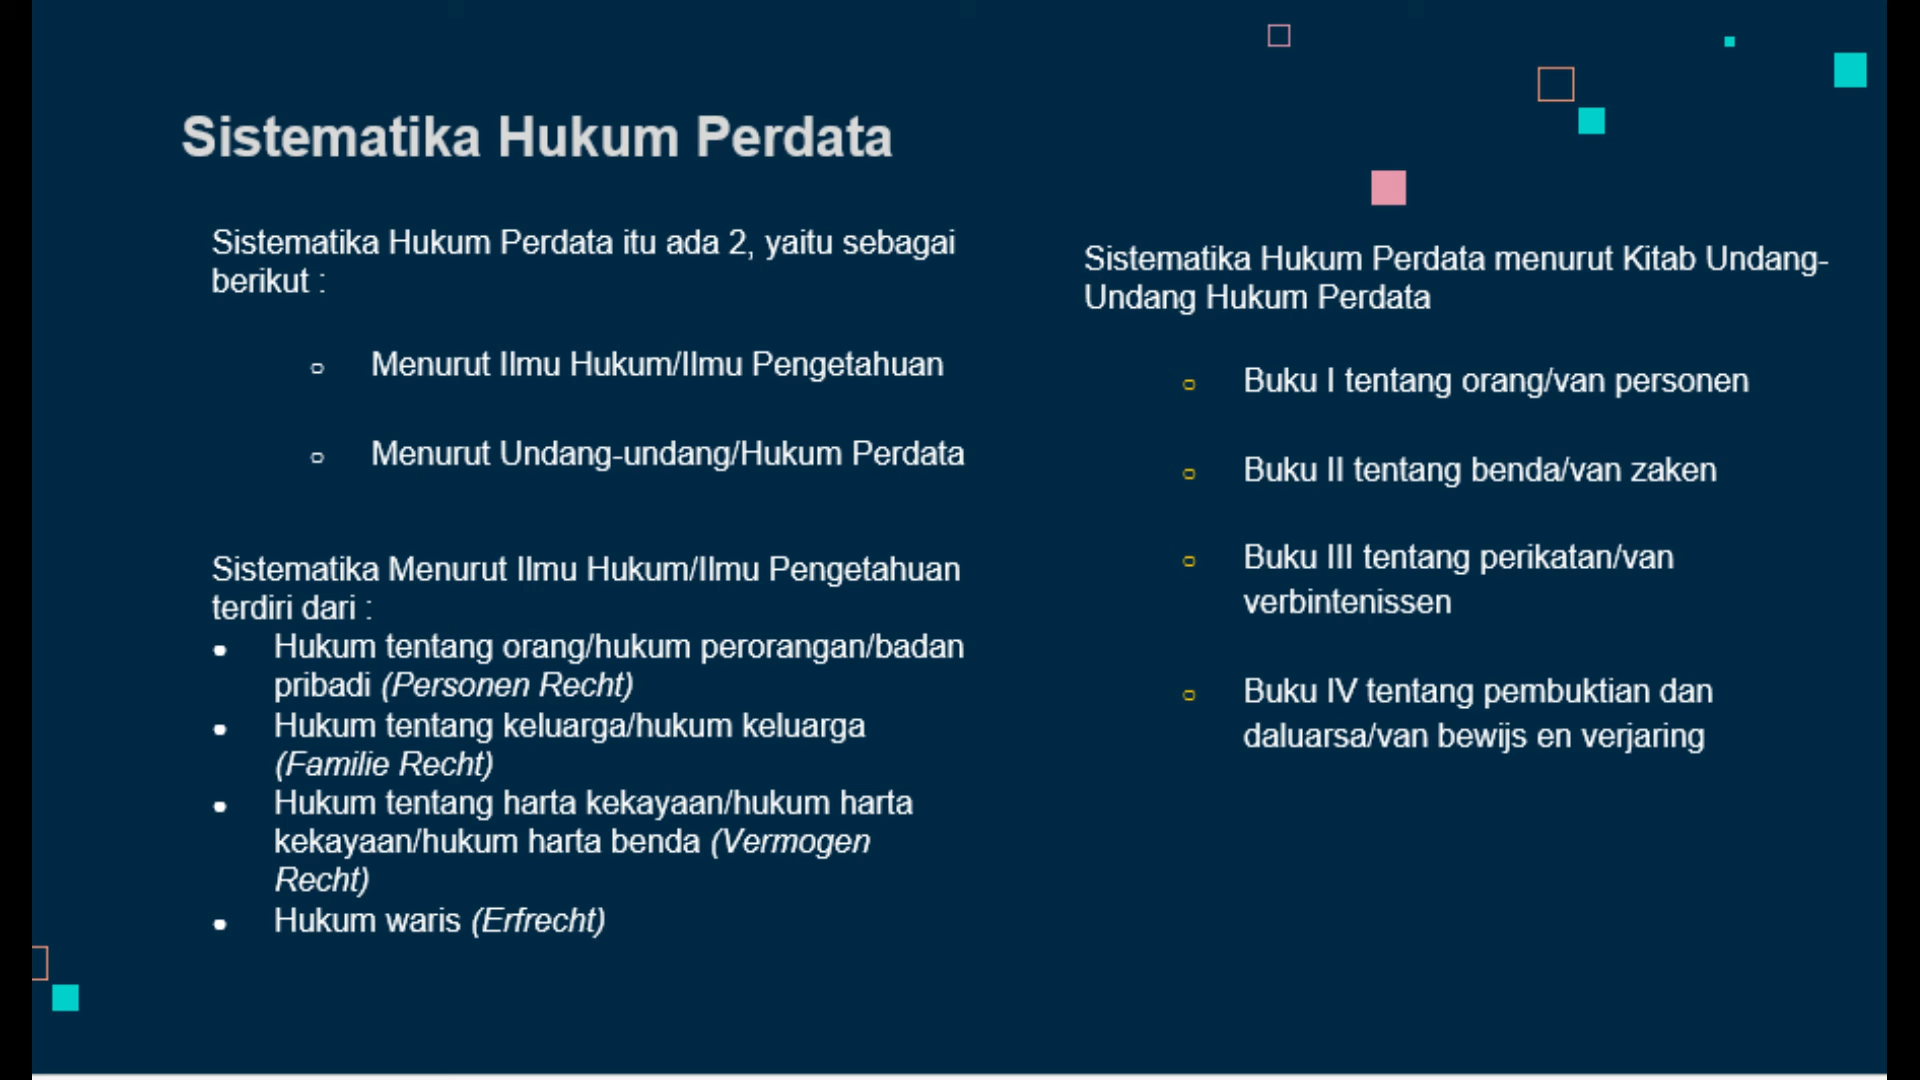 Sistematika Hukum Perdata
Sistematika Hukum Perdata itu ada 2, yaitu sebagai
berikut :
Menurut Ilmu Hukum/Ilmu Pengetahuan
Menurut Undang-undang/Hukum Perdata
Sistematika Menurut Ilmu Hukum/Ilmu Pengetahuan
terdiri dari :
Hukum tentang orang/hukum perorangan/badan
pribadi (Personen Recht)
Hukum tentang keluarga/hukum keluarga
(Familie Recht)
Hukum tentang harta kekayaan/hukum harta
kekayaan/hukum harta benda (Vermogen
Recht)
Hukum waris (Erfrecht)
Sistematika Hukum Perdata menurut Kitab Undang-
Undang Hukum Perdata
Buku I tentang orang/van personen
Buku II tentang benda/van zaken
Buku III tentang perikatan/van
verbintenissen
Buku IV tentang pembuktian dan
daluarsa/van bewijs en verjaring